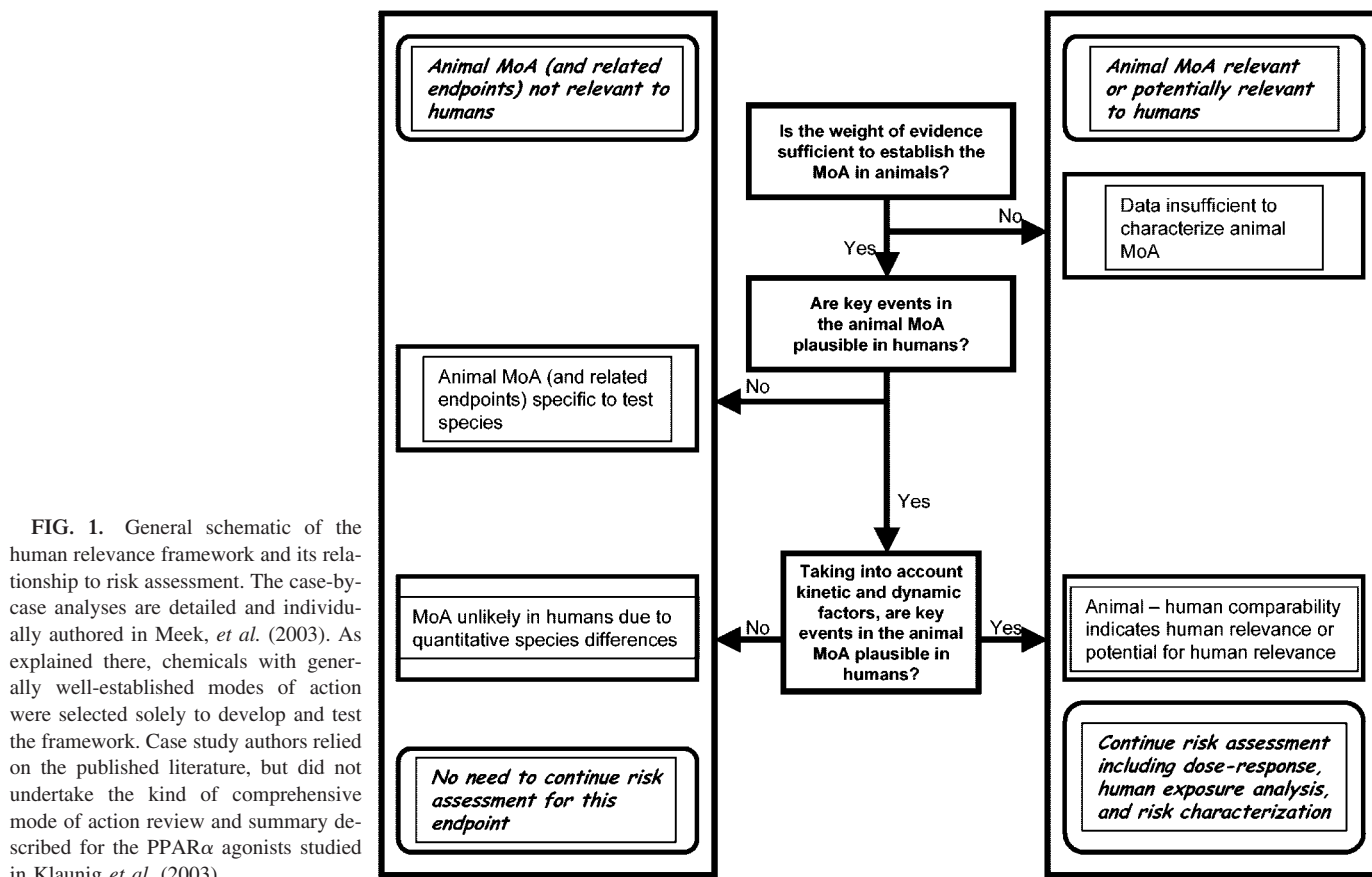 Animal MoA (and related
endpoints) not relevant to
humans
Animal MoA relevant
or potentially relevant
to humans
Is the weight of evidence
sufficient to establish the
MoA in animals?
No
Yes
Data insufficient to
characterize animal
MoA
Are key events in
the animal MoA
plausible in humans?
No
Yes
Animal MoA (and related
endpoints) specific to test
species
Taking into account
kinetic and dynamic
factors, are key
events in the animal
MoA plausible in
humans?
No
Yes
MoA unlikely in humans due to
quantitative species differences
Animal – human comparability
indicates human relevance or
potential for human relevance
No need to continue risk
assessment for this
endpoint
Continue risk assessment
including dose-response,
human exposure analysis,
and risk characterization
FIG. 1. General schematic of the
human relevance framework and its rela-
tionship to risk assessment. The case-by-
case analyses are detailed and individu-
ally authored in Meek, et al. (2003). As
explained there, chemicals with gener-
ally well-established modes of action
were selected solely to develop and test
the framework. Case study authors relied
on the published literature, but did not
undertake the kind of comprehensive
mode of action review and summary de-
scribed for the PPARα agonists studied
in Klaunig et al. (2003)